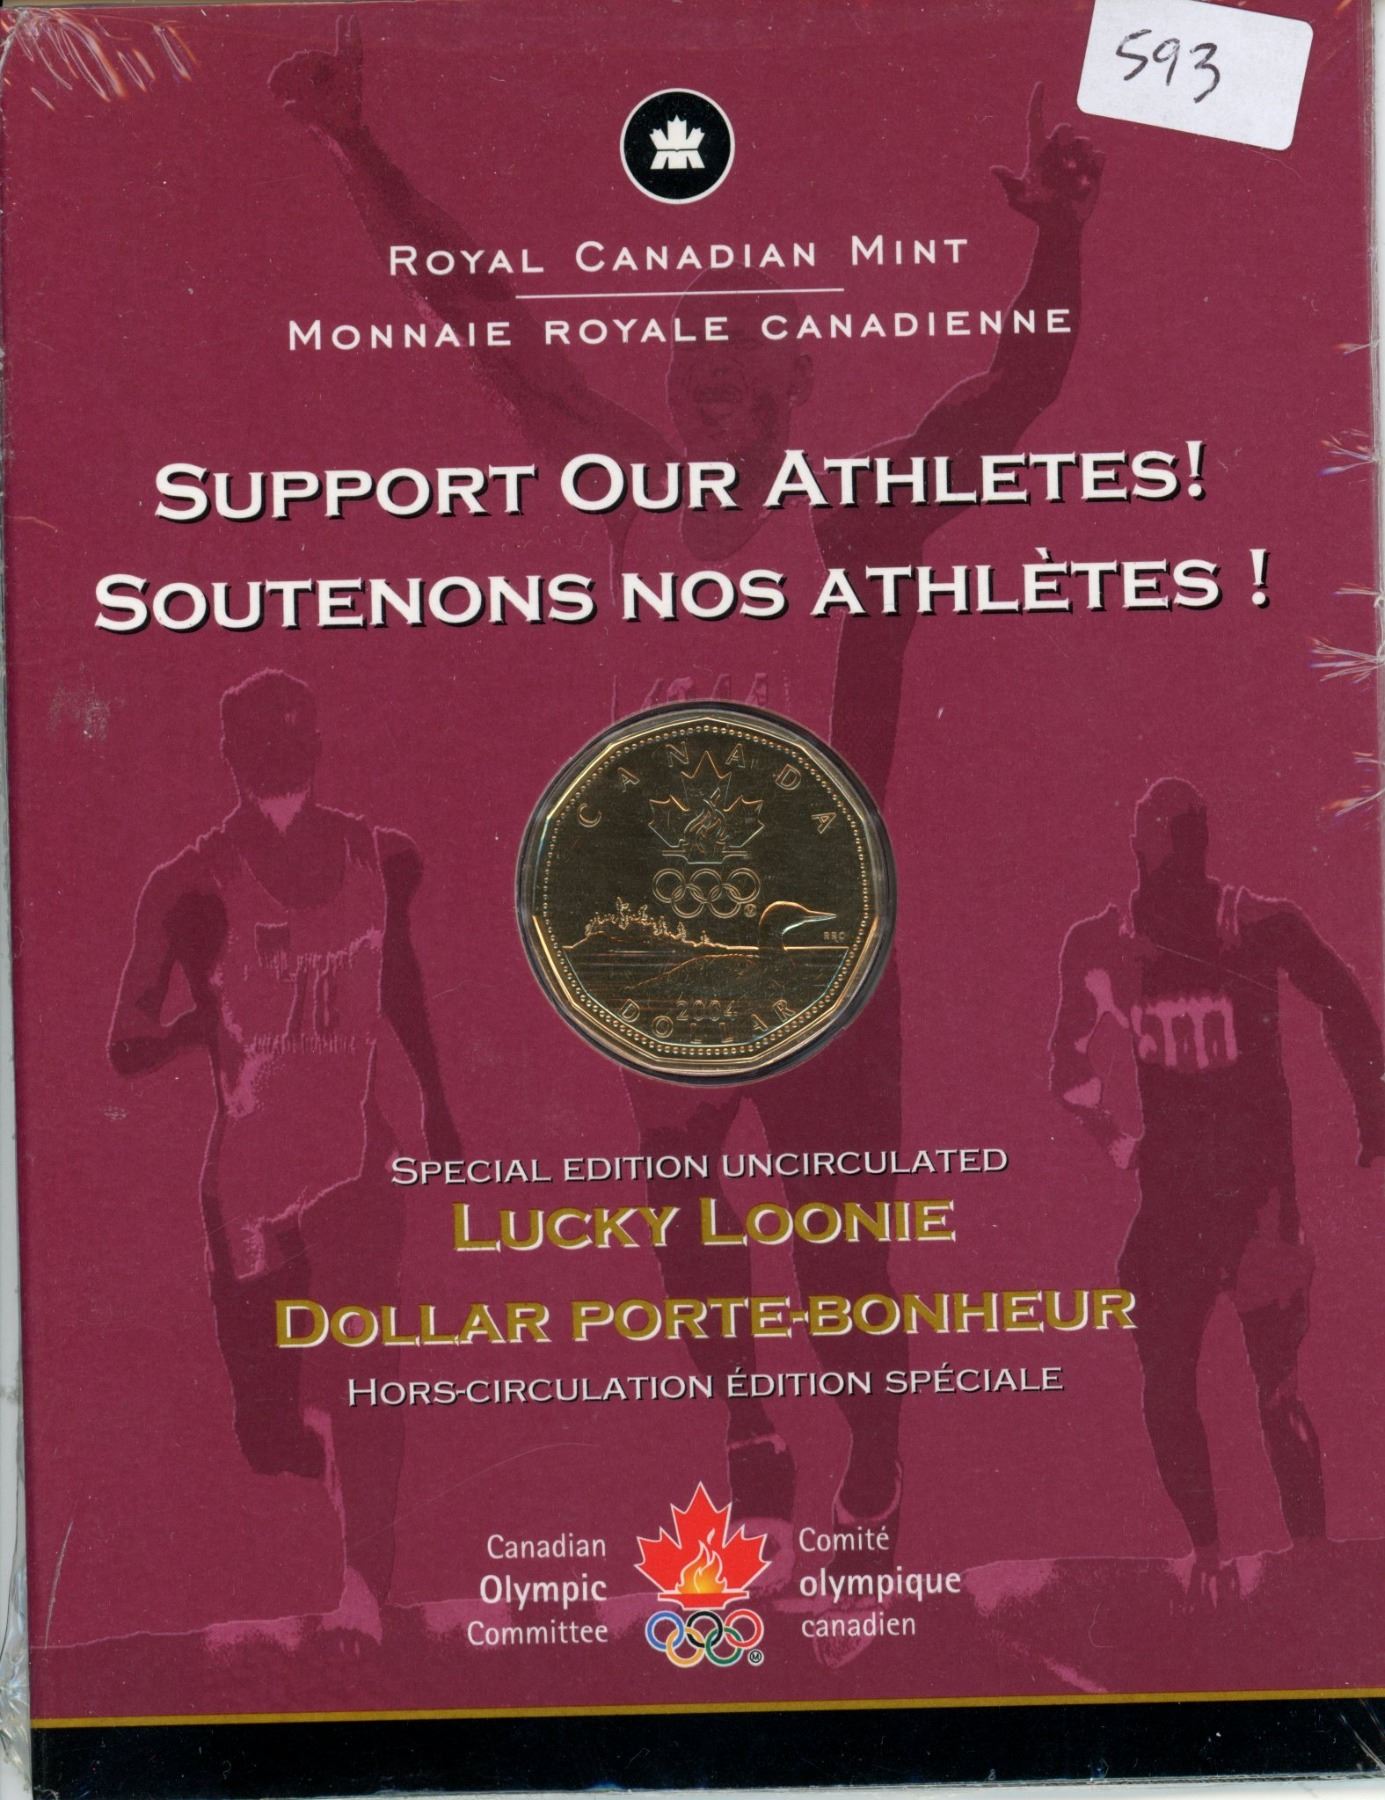 593
ROYAL CANADIAN MINT
MONNAIE ROYALE CANADIENNE
SUPPORT OUR ATHLETES!
SOUTENONS NOS ATHLÈTES !
CANADA
RRC
2004
DOLLAR
SPECIAL EDITION UNCIRCULATED
LUCKY LOONIE
DOLLAR PORTE-BONHEUR
HORS-CIRCULATION ÉDITION SPÉCIALE
Canadian
Olympic
Committee
Comité
olympique
canadien